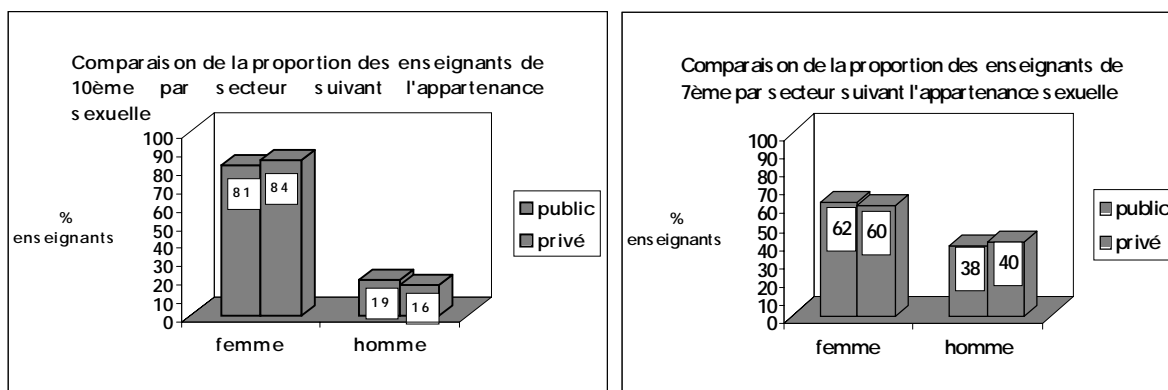 Comparaison de la proportion des enseignants de
10ème par secteur suivant l'appartenance
sexuelle
100
90
80
70
60
50
40
30
20
10
0
%
enseignants
81
84
19
16
femme
homme
public
privé
Comparaison de la proportion des enseignants de
7ème par secteur suivant l'appartenance sexuelle
100
90
80
70
60
50
40
30
20
10
0
%
enseignants
62
60
38
40
femme
homme
public
privé